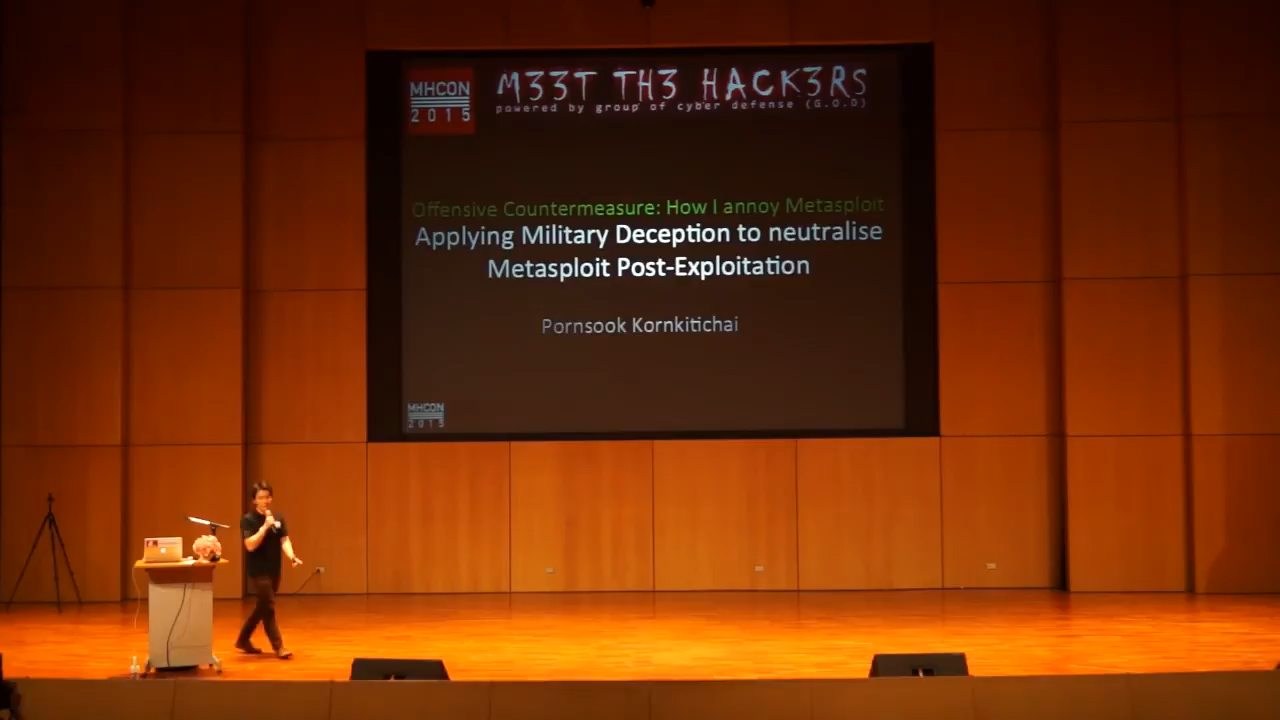 MHCON
2015
M33T TH3 HACK3RS
powered by group of cyber defense (G.O.D)
Offensive Countermeasure: How I annoy Metasploit
Applying Military Deception to neutralise
Metasploit Post-Exploitation
Pornsook Kornkitichai
MHCON
2015